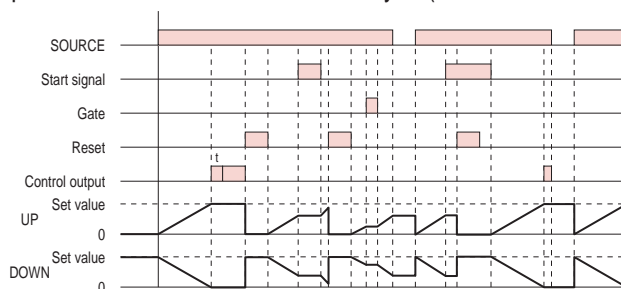 SOURCE
Start signal
Gate
Reset
t
Control output
Set value
UP
0
Set value
DOWN
0